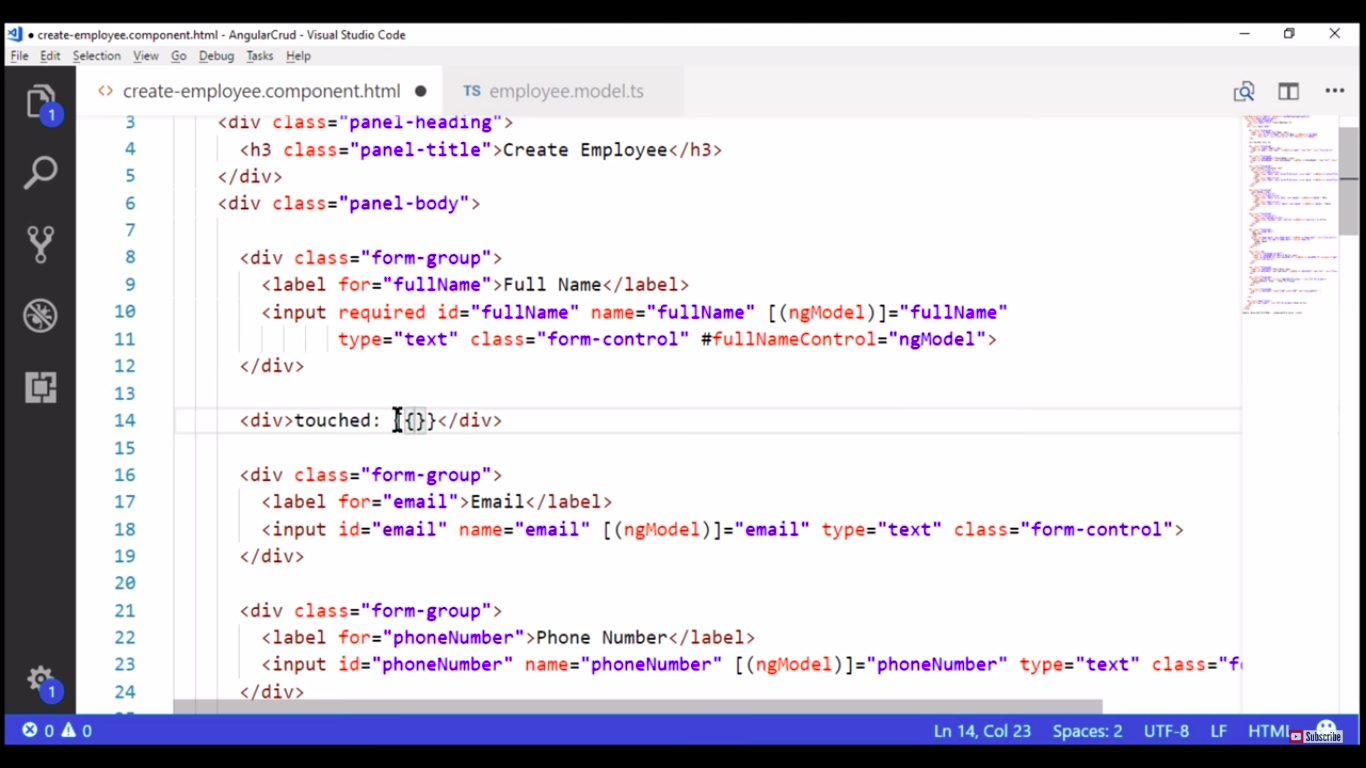 ● create-employee.component.html - AngularCrud - Visual Studio Code
File Edit Selection View Go Debug Tasks Help
<> create-employee.component.html ● TS employee.model.ts
1
3 <div class="panel-heading">
4 <h3 class="panel-title">Create Employee</h3>
5 </div>
6 <div class="panel-body">
7
8 <div class="form-group">
9 <label for="fullName">Full Name</label>
10 <input required id="fullName" name="fullName" [(ngModel)]="fullName"
11 type="text" class="form-control" #fullNameControl="ngModel">
12 </div>
13
14 <div>touched: {{}}</div>
15
16 <div class="form-group">
17 <label for="email">Email</label>
18 <input id="email" name="email" [(ngModel)]="email" type="text" class="form-control">
19 </div>
20
21 <div class="form-group">
22 <label for="phoneNumber">Phone Number</label>
23 <input id="phoneNumber" name="phoneNumber" [(ngModel)]="phoneNumber" type="text" class="f
24 </div>
1
0 0 Ln 14, Col 23 Spaces: 2 UTF-8 LF HTML Subscribe